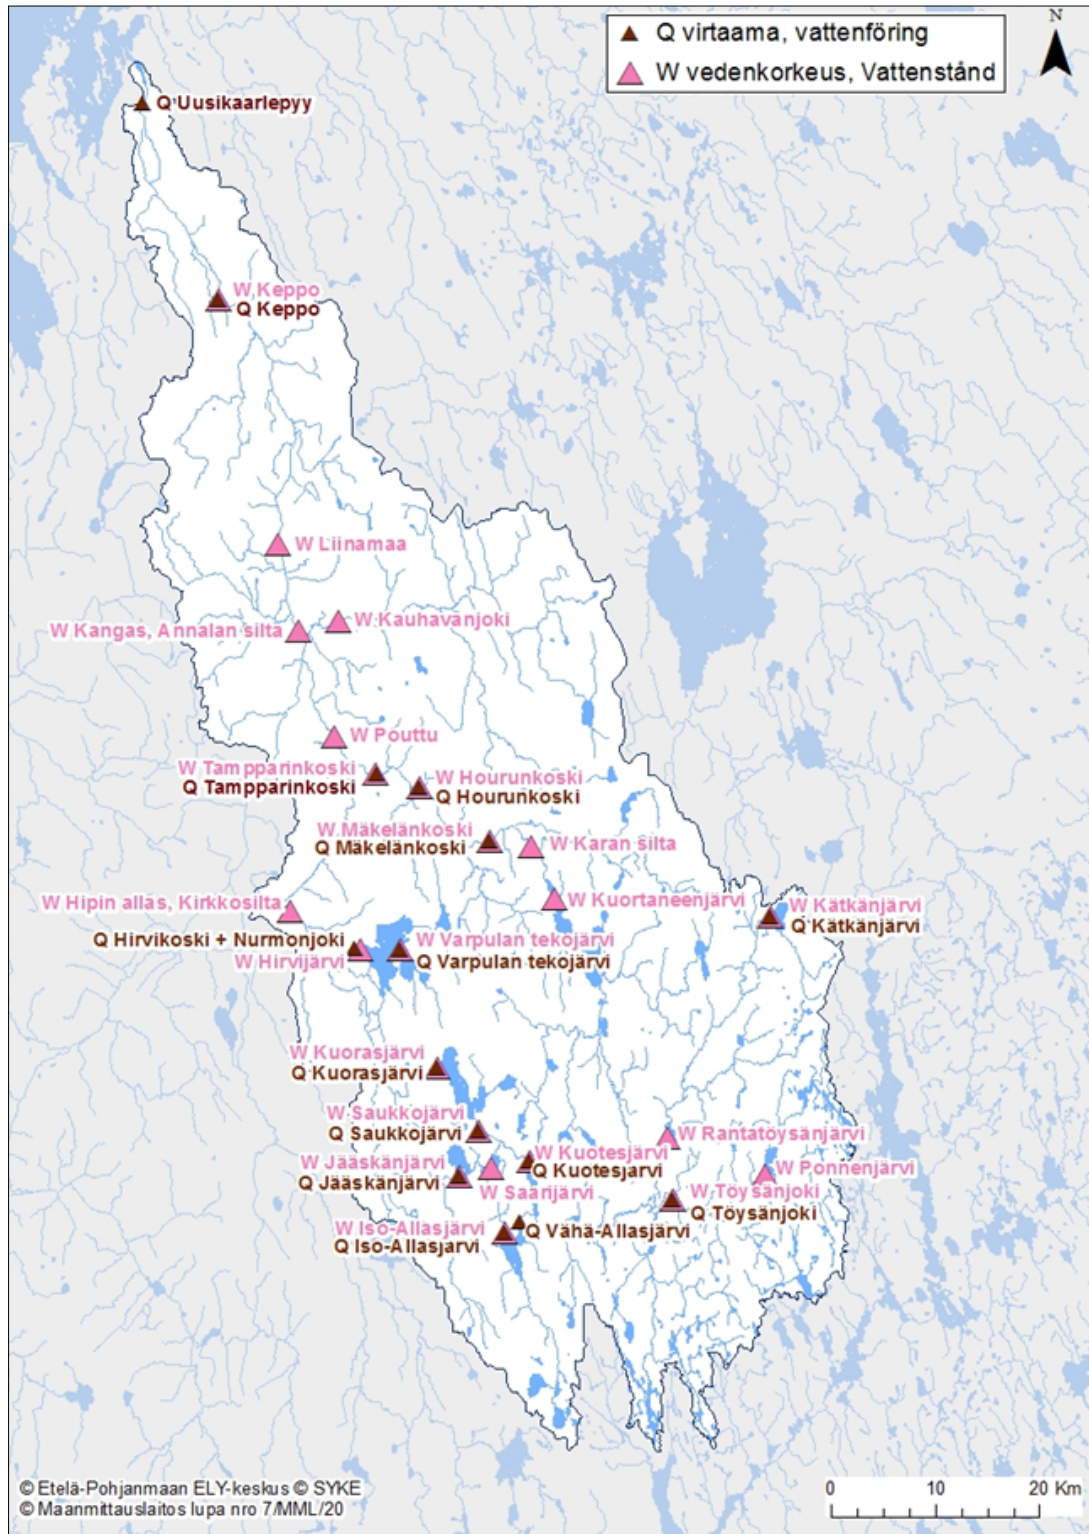 Q virtaama, vattenföring
W vedenkorkeus, Vattenstånd
N
Q Uusikaarlepyy
W Keppo
Q Keppo
W Liinamaa
W Kauhavanjoki
W Kangas, Annalan silta
W Pouttu
W Tampparinkoski
Q Tampparinkoski
W Hourunkoski
Q Hourunkoski
W Mäkelänkoski
Q Mäkelänkoski
W Karan silta
W Kuortaneenjärvi
W Hipin allas, Kirkkosilta
W Kätkänjärvi
Q Kätkänjärvi
Q Hirvikoski + Nurmonjoki
W Hirvijärvi
W Varpulan tekojärvi
Q Varpulan tekojärvi
W Kuorasjärvi
Q Kuorasjärvi
W Saukkojärvi
Q Saukkojärvi
W Rantatöysänjärvi
W Jääskänjärvi
Q Jääskänjärvi
W Kuotesjärvi
Q Kuotesjärvi
W Saarijärvi
W Ponnenjärvi
W Töysänjoki
Q Töysänjoki
W Iso-Allasjärvi
Q Iso-Allasjärvi
Q Vähä-Allasjärvi
© Etelä-Pohjanmaan ELY-keskus © SYKE
© Maanmittauslaitos lupa nro 7/MML/20
0 10 20 Km